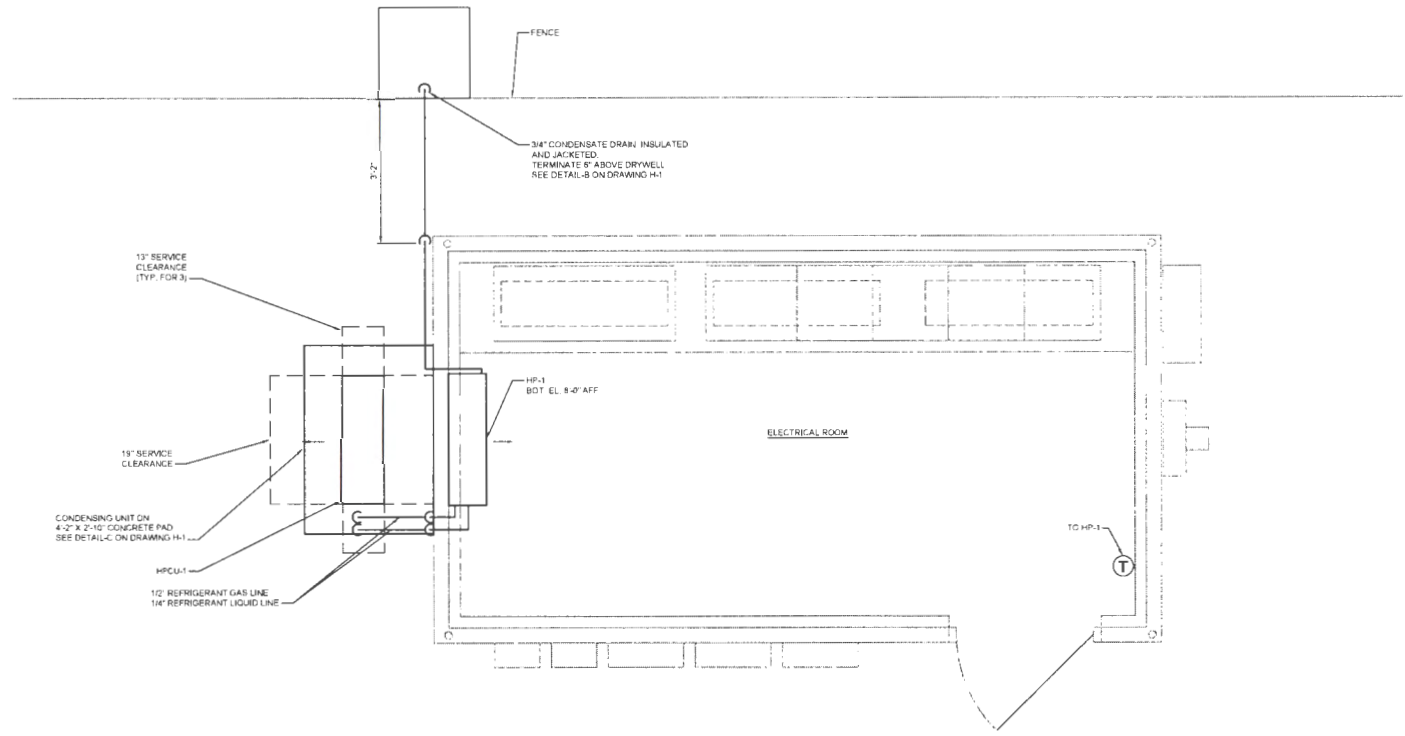 FENCE
3/4" CONDENSATE DRAIN INSULATED
AND JACKETED.
TERMINATE 6" ABOVE DRYWELL
SEE DETAIL-B ON DRAWING H-1
3'-2"
13" SERVICE
CLEARANCE
(TYP. FOR 3)
HP-1
BOT EL. 8'-0" AFF
ELECTRICAL ROOM
19" SERVICE
CLEARANCE
CONDENSING UNIT ON
4'-2" X 2'-10" CONCRETE PAD
SEE DETAIL-C ON DRAWING H-1
HPCU-1
1/2" REFRIGERANT GAS LINE
1/4" REFRIGERANT LIQUID LINE
TO HP-1
T